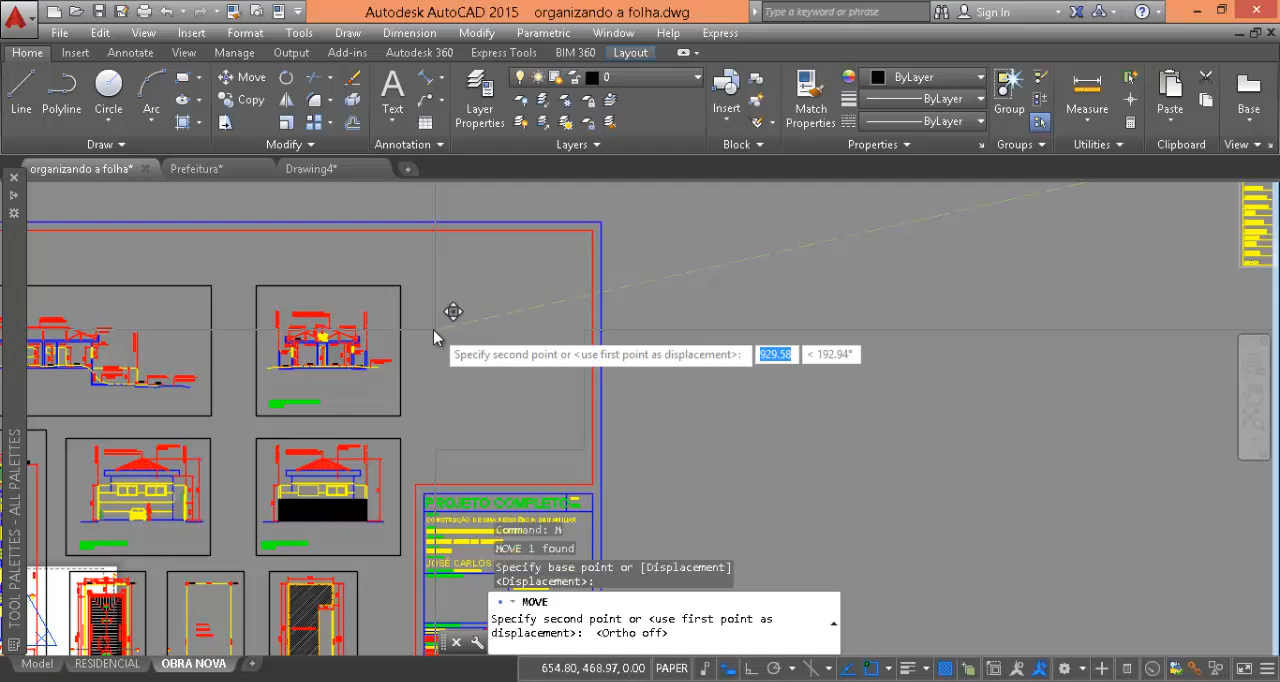 Autodesk AutoCAD 2015 organizando a folha.dwg
Type a keyword or phrase
Sign In
File Edit View Insert Format Tools Draw Dimension Modify Parametric Window Help Express
Home Insert Annotate View Manage Output Add-ins Autodesk 360 Express Tools BIM 360 Layout
Line Polyline Circle Arc
Move
Copy
Text
Layer Properties
0
Insert
Match Properties
ByLayer
ByLayer
ByLayer
Group
Measure
Paste
Base
Draw Modify Annotation Layers Block Properties Groups Utilities Clipboard View
organizando a folha* Prefeitura* Drawing4*
Specify second point or <use first point as displacement>: 929.58 < 192.94°
TOOL PALETTES - ALL PALETTES
PROJETO COMPLETO
JOSÉ CARLOS
Command: M
MOVE 1 found
Specify base point or [Displacement]
<Displacement>:
MOVE
Specify second point or <use first point as
displacement>: <Ortho off>
Model RESIDENCIAL OBRA NOVA
654.80, 468.97, 0.00 PAPER